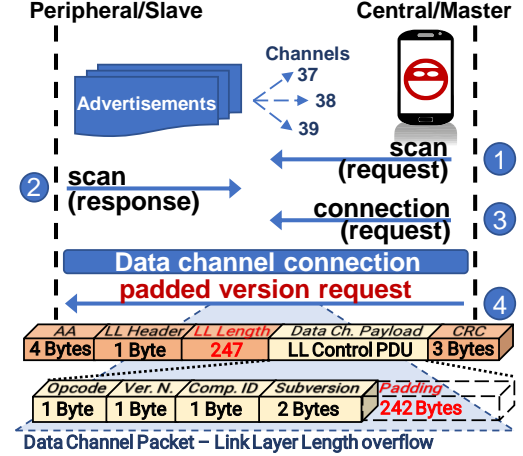 Peripheral/Slave
Central/Master
Channels
37
Advertisements
38
39
scan
(request)
1
2
scan
(response)
connection
(request)
3
Data channel connection
padded version request
4
AA LL Header LL Length Data Ch. Payload CRC
4 Bytes 1 Byte 247 LL Control PDU 3 Bytes
Opcode Ver. N. Comp. ID Subversion Padding
1 Byte 1 Byte 1 Byte 2 Bytes 242 Bytes
Data Channel Packet – Link Layer Length overflow